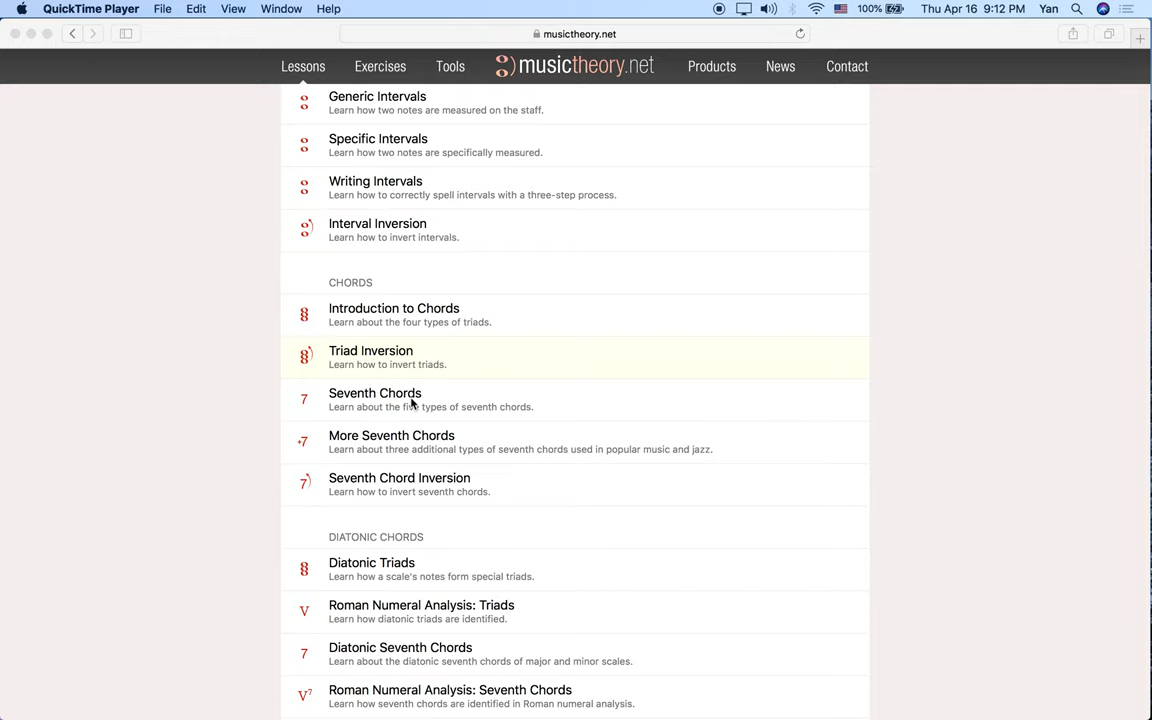 QuickTime Player File Edit View Window Help 100% Thu Apr 16 9:12 PM Yan
musictheory.net
Lessons Exercises Tools musictheory.net Products News Contact
Generic Intervals
Learn how two notes are measured on the staff.
Specific Intervals
Learn how two notes are specifically measured.
Writing Intervals
Learn how to correctly spell intervals with a three-step process.
Interval Inversion
Learn how to invert intervals.
CHORDS
Introduction to Chords
Learn about the four types of triads.
Triad Inversion
Learn how to invert triads.
7 Seventh Chords
Learn about the five types of seventh chords.
+7 More Seventh Chords
Learn about three additional types of seventh chords used in popular music and jazz.
7 Seventh Chord Inversion
Learn how to invert seventh chords.
DIATONIC CHORDS
Diatonic Triads
Learn how a scale's notes form special triads.
V Roman Numeral Analysis: Triads
Learn how diatonic triads are identified.
7 Diatonic Seventh Chords
Learn about the diatonic seventh chords of major and minor scales.
V7 Roman Numeral Analysis: Seventh Chords
Learn how seventh chords are identified in Roman numeral analysis.